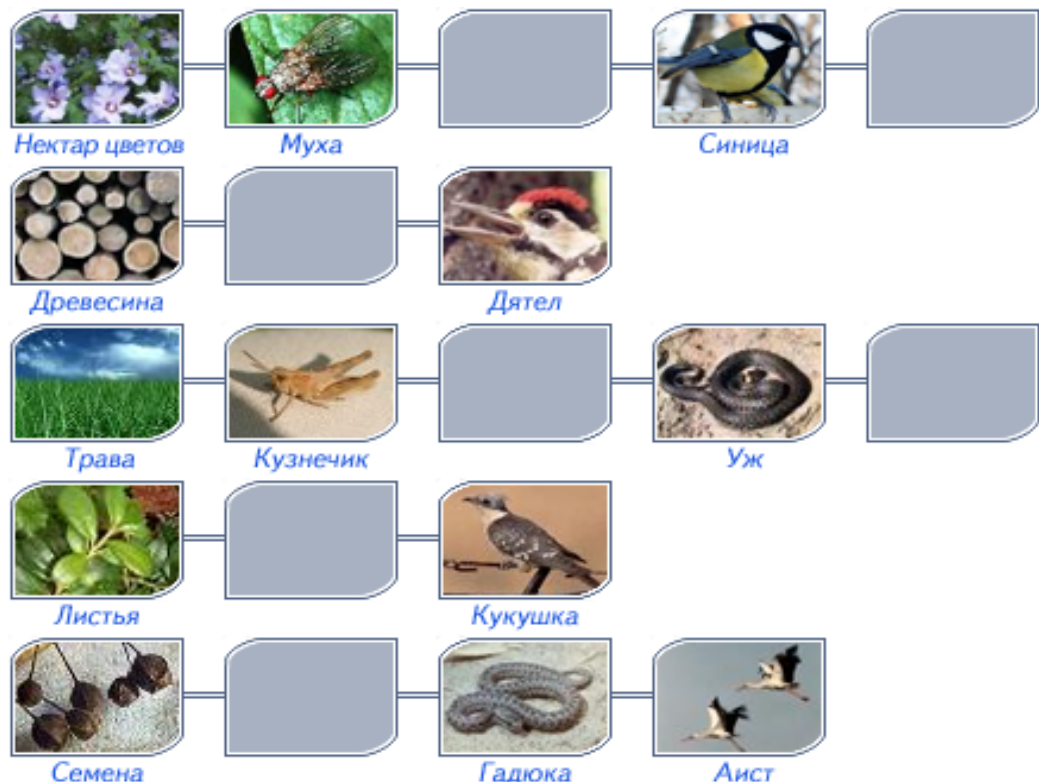 Нектар цветов Муха Синица
Древесина Дятел
Трава Кузнечик Уж
Листья Кукушка
Семена Гадюка Аист